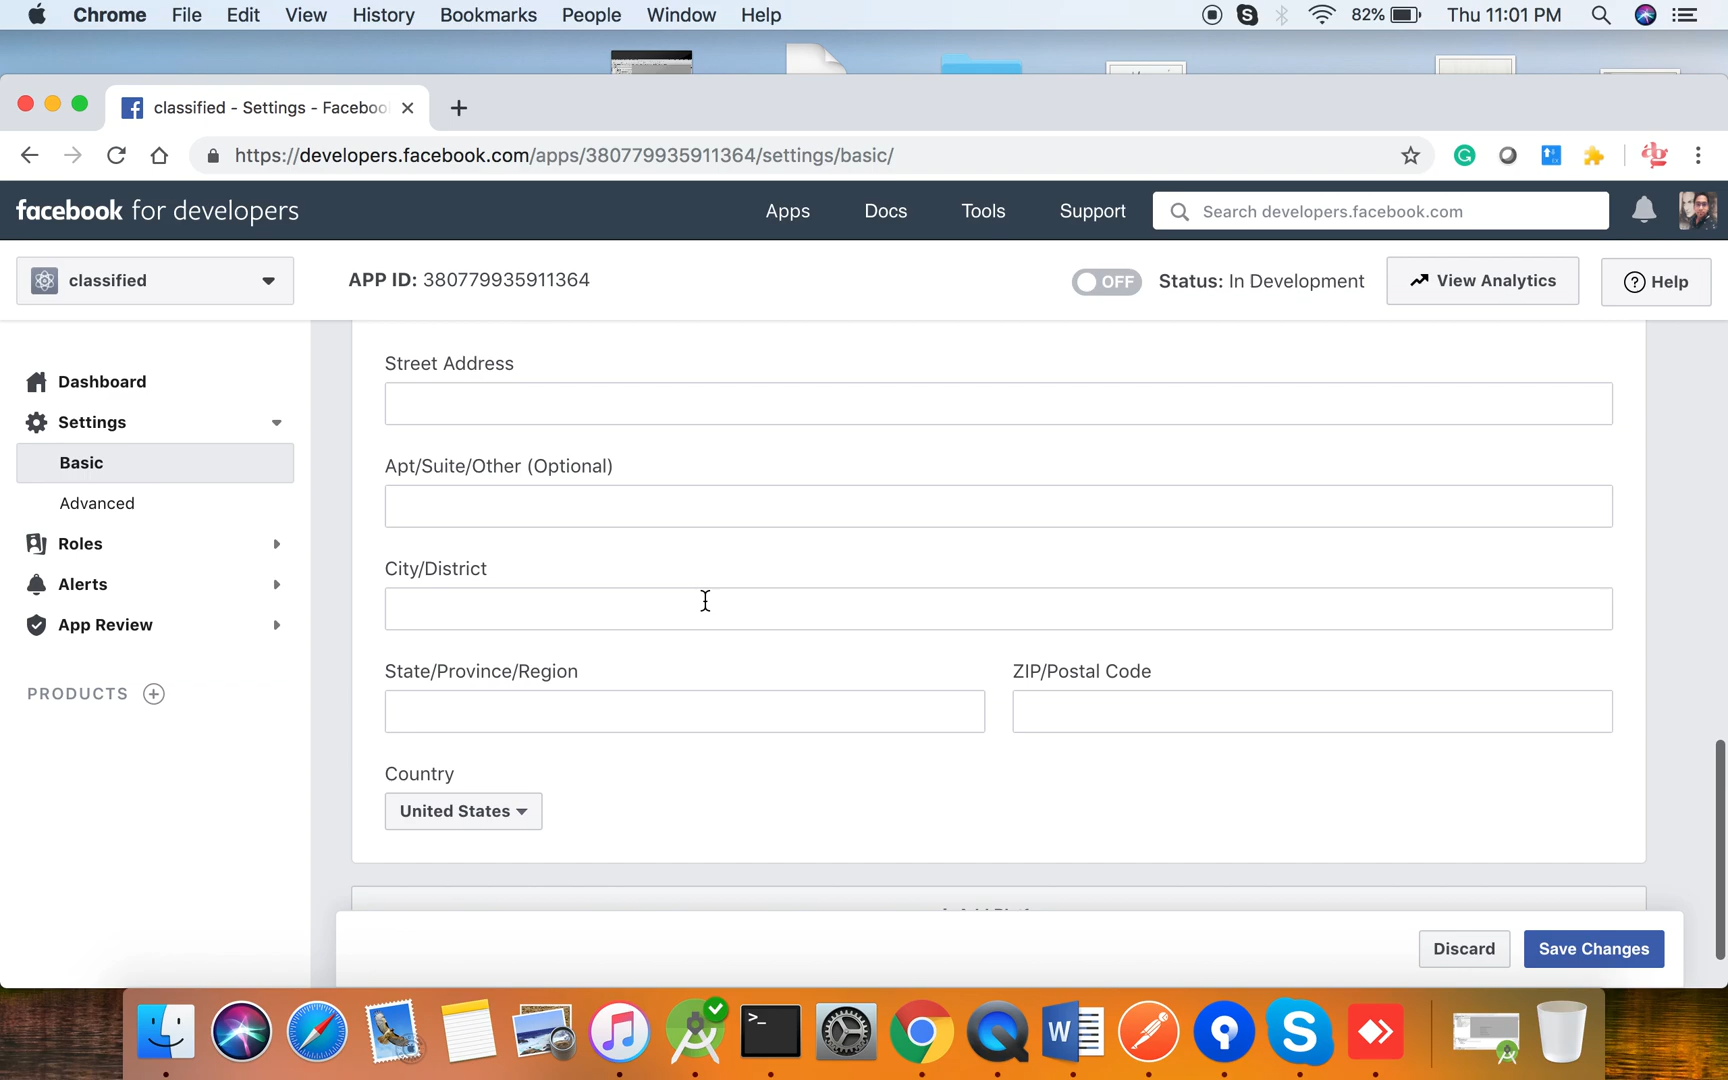 Chrome File Edit View History Bookmarks People Window Help 82% Thu 11:01 PM
classified - Settings - Faceboo
https://developers.facebook.com/apps/380779935911364/settings/basic/
facebook for developers Apps Docs Tools Support Search developers.facebook.com
classified APP ID: 380779935911364 OFF Status: In Development View Analytics Help
Street Address
Dashboard
Settings
Basic
Apt/Suite/Other (Optional)
Advanced
Roles
City/District
Alerts
App Review
State/Province/Region ZIP/Postal Code
PRODUCTS
Country
United States
Discard Save Changes